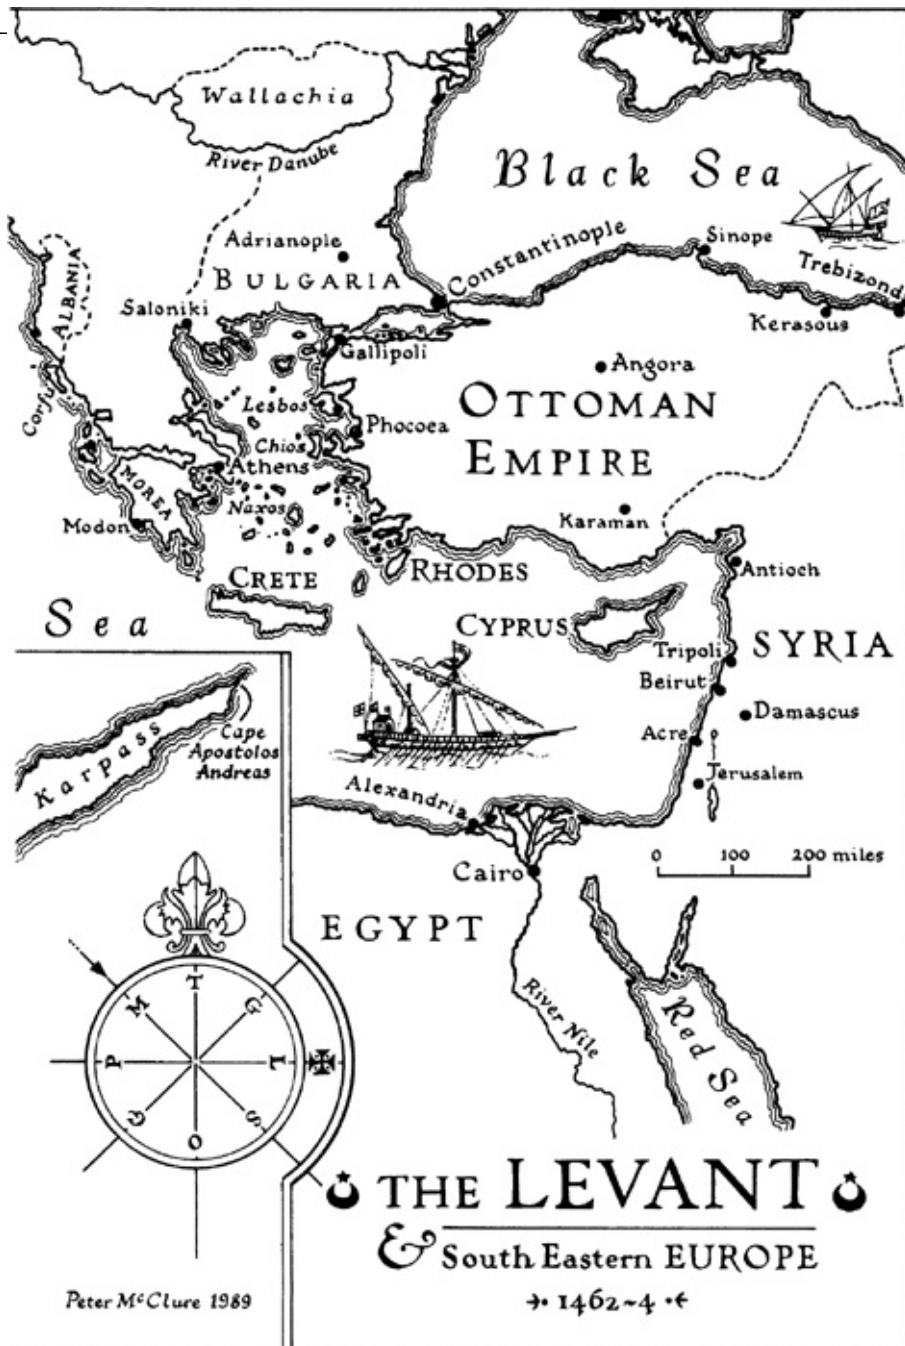 Wallachia
River Danube
Black Sea
Adrianople
BULGARIA
Constantinople
Sinope
Trebizond
ALBANIA
Saloniki
Gallipoli
Kerasous
Angora
Corfu
Lesbos
OTTOMAN
EMPIRE
Phocoea
Chios
Athens
MOREA
Naxos
Modon
Karaman
RHODES
Antioch
CRETE
Sea
CYPRUS
Tripoli
SYRIA
Beirut
Damascus
Acre
Jerusalem
Karpass
Cape
Apostolos
Andreas
Alexandria
0 100 200 miles
Cairo
EGYPT
River Nile
Red Sea
T
G
L
S
O
G
P
M
THE LEVANT
& South Eastern EUROPE
1462~4
Peter McClure 1989